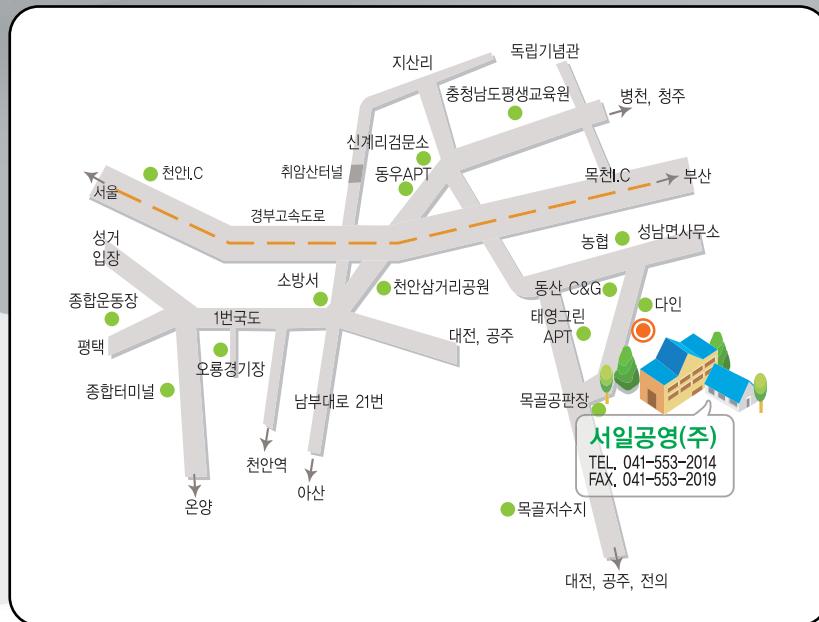 독립기념관
지산리
충청남도평생교육원
병천, 청주
신계리검문소
취암산터널
동우APT
천안I.C
목천I.C
부산
서울
경부고속도로
성거
입장
농협
성남면사무소
소방서
천안삼거리공원
동산 C&G
다인
종합운동장
1번국도
태영그린
APT
대전, 공주
평택
오룡경기장
종합터미널
남부대로 21번
목골공판장
서일공영(주)
TEL. 041-553-2014
FAX. 041-553-2019
천안역
아산
온양
목골저수지
대전, 공주, 전의